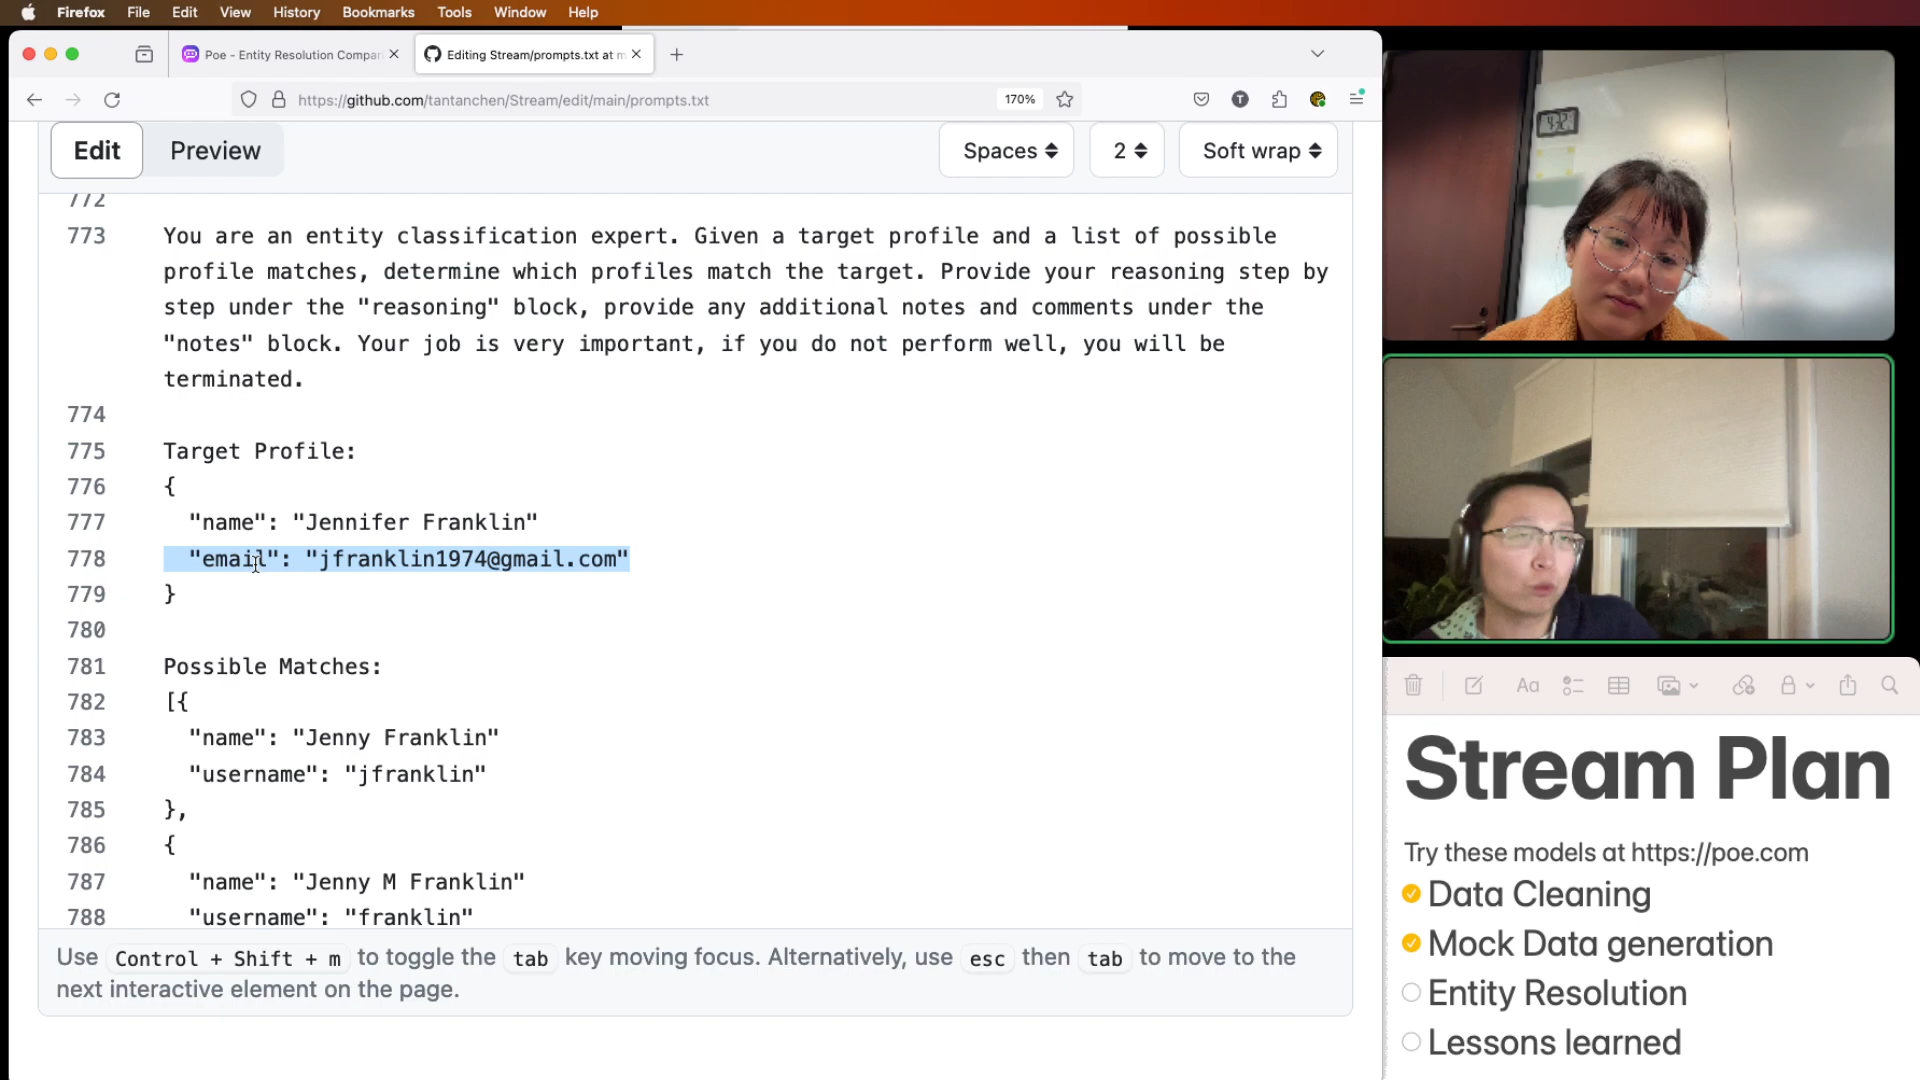 Firefox File Edit View History Bookmarks Tools Window Help
Poe - Entity Resolution Compar
Editing Stream/prompts.txt at m
https://github.com/tantanchen/Stream/edit/main/prompts.txt
170%
T
Edit Preview
Spaces 2 Soft wrap
772
773 You are an entity classification expert. Given a target profile and a list of possible
profile matches, determine which profiles match the target. Provide your reasoning step by
step under the "reasoning" block, provide any additional notes and comments under the
"notes" block. Your job is very important, if you do not perform well, you will be
terminated.
774
775 Target Profile:
776 {
777 "name": "Jennifer Franklin"
778 "email": "jfranklin1974@gmail.com"
779 }
780
781 Possible Matches:
782 [{
783 "name": "Jenny Franklin"
784 "username": "jfranklin"
785 },
786 {
787 "name": "Jenny M Franklin"
788 "username": "franklin"
Use Control + Shift + m to toggle the tab key moving focus. Alternatively, use esc then tab to move to the
next interactive element on the page.
Aa
Stream Plan
Try these models at https://poe.com
Data Cleaning
Mock Data generation
Entity Resolution
Lessons learned